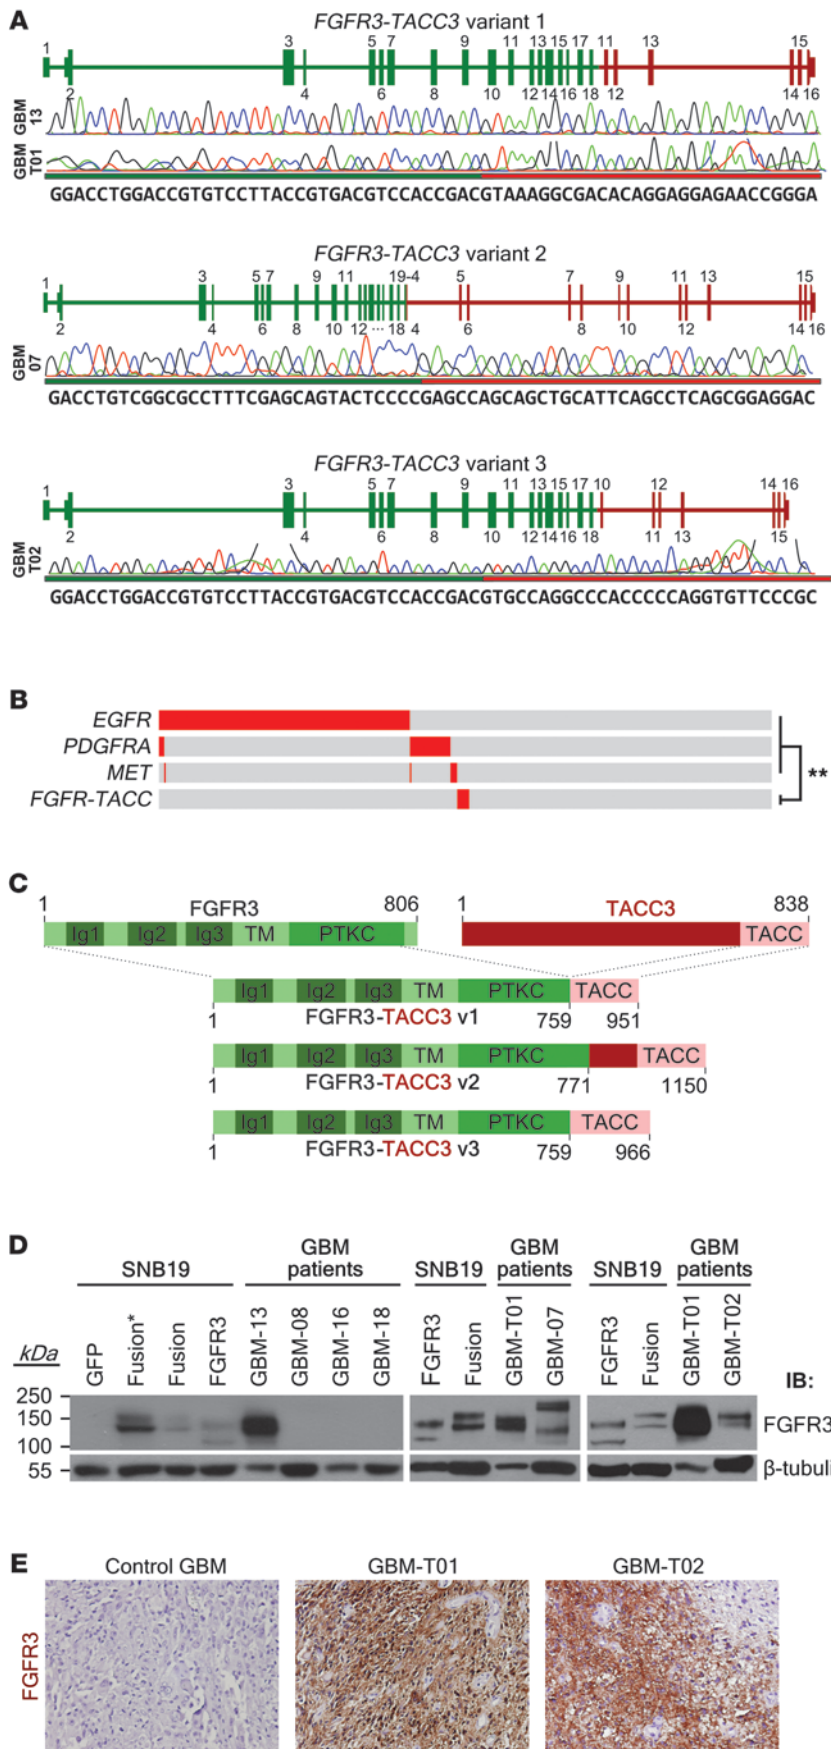 A
FGFR3-TACC3 variant 1
1 3 5 7 9 11 13 15 17 11 13 15
2 4 6 8 10 12 14 16 18 12 14 16
GBM 13
GBM T01
GGACCTGGACCGTGTCCTTACCGTGACGTCCACCGACGTAAAGGCGACACAGGAGGAGAACCGGGA
FGFR3-TACC3 variant 2
1 3 5 7 9 11 19 -4 5 7 9 11 13 15
2 4 6 8 10 12 ... 18 4 6 8 10 12 14 16
GBM 07
GACCTGTCGGCGCCTTTCGAGCAGTACTCCCCGAGCCAGCAGCTGCATTCAGCCTCAGCGGAGGAC
FGFR3-TACC3 variant 3
1 3 5 7 9 11 13 15 17 10 12 14 16
2 4 6 8 10 12 14 16 18 11 13 15
GBM T02
GGACCTGGACCGTGTCCTTACCGTGACGTCCACCGACGTGCCAGGCCCACCCCCAGGTGTTCCCGC
B
EGFR
PDGFRA
MET
FGFR-TACC
**
C
1 FGFR3 806 1 TACC3 838
Ig1 Ig2 Ig3 TM PTKC TACC
Ig1 Ig2 Ig3 TM PTKC TACC
1 FGFR3-TACC3 v1 759 951
Ig1 Ig2 Ig3 TM PTKC TACC
1 FGFR3-TACC3 v2 771 1150
Ig1 Ig2 Ig3 TM PTKC TACC
1 FGFR3-TACC3 v3 759 966
D
SNB19 GBM patients SNB19 GBM patients SNB19 GBM patients
kDa GFP Fusion* Fusion FGFR3 GBM-13 GBM-08 GBM-16 GBM-18 FGFR3 Fusion GBM-T01 GBM-07 FGFR3 Fusion GBM-T01 GBM-T02
IB:
250
150
100
FGFR3
55
β-tubuli
E
Control GBM GBM-T01 GBM-T02
FGFR3